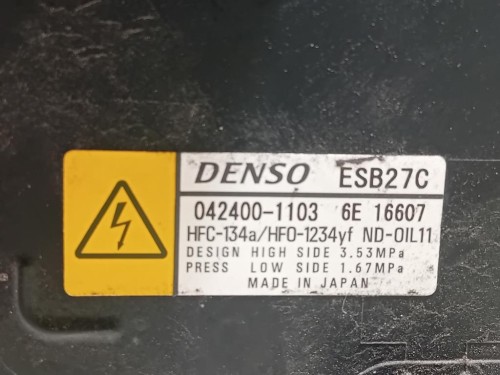 DENSO ESB27C
042400-1103 6E 16607
HFC-134a/HFO-1234yf ND-OIL11
DESIGN HIGH SIDE 3.53MPa
PRESS LOW SIDE 1.67MPa
MADE IN JAPAN